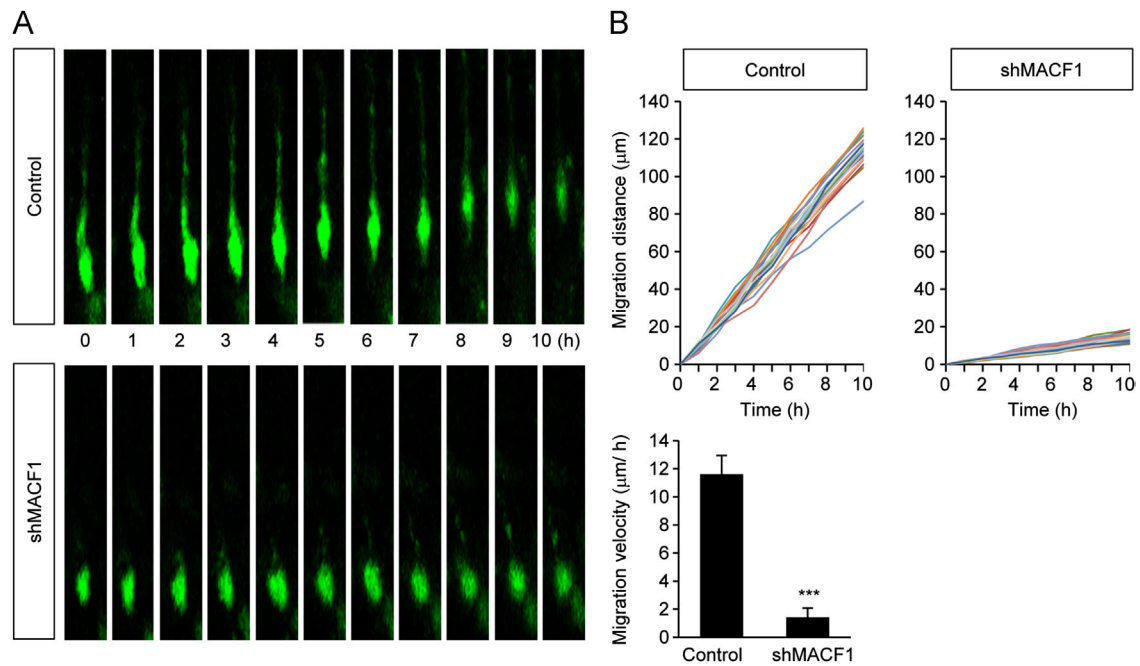 A
Control
0 1 2 3 4 5 6 7 8 9 10 (h)
shMACF1
B
Control
Migration distance (μm)
140
120
100
80
60
40
20
0
0 2 4 6 8 10
Time (h)
shMACF1
140
120
100
80
60
40
20
0
0 2 4 6 8 10
Time (h)
Migration velocity (μm/ h)
14
12
10
8
6
4
2
0
***
Control shMACF1